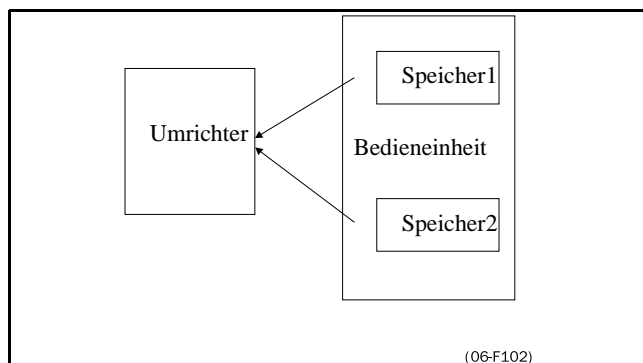 Speicher1
Umrichter
Bedieneinheit
Speicher2
(06-F102)